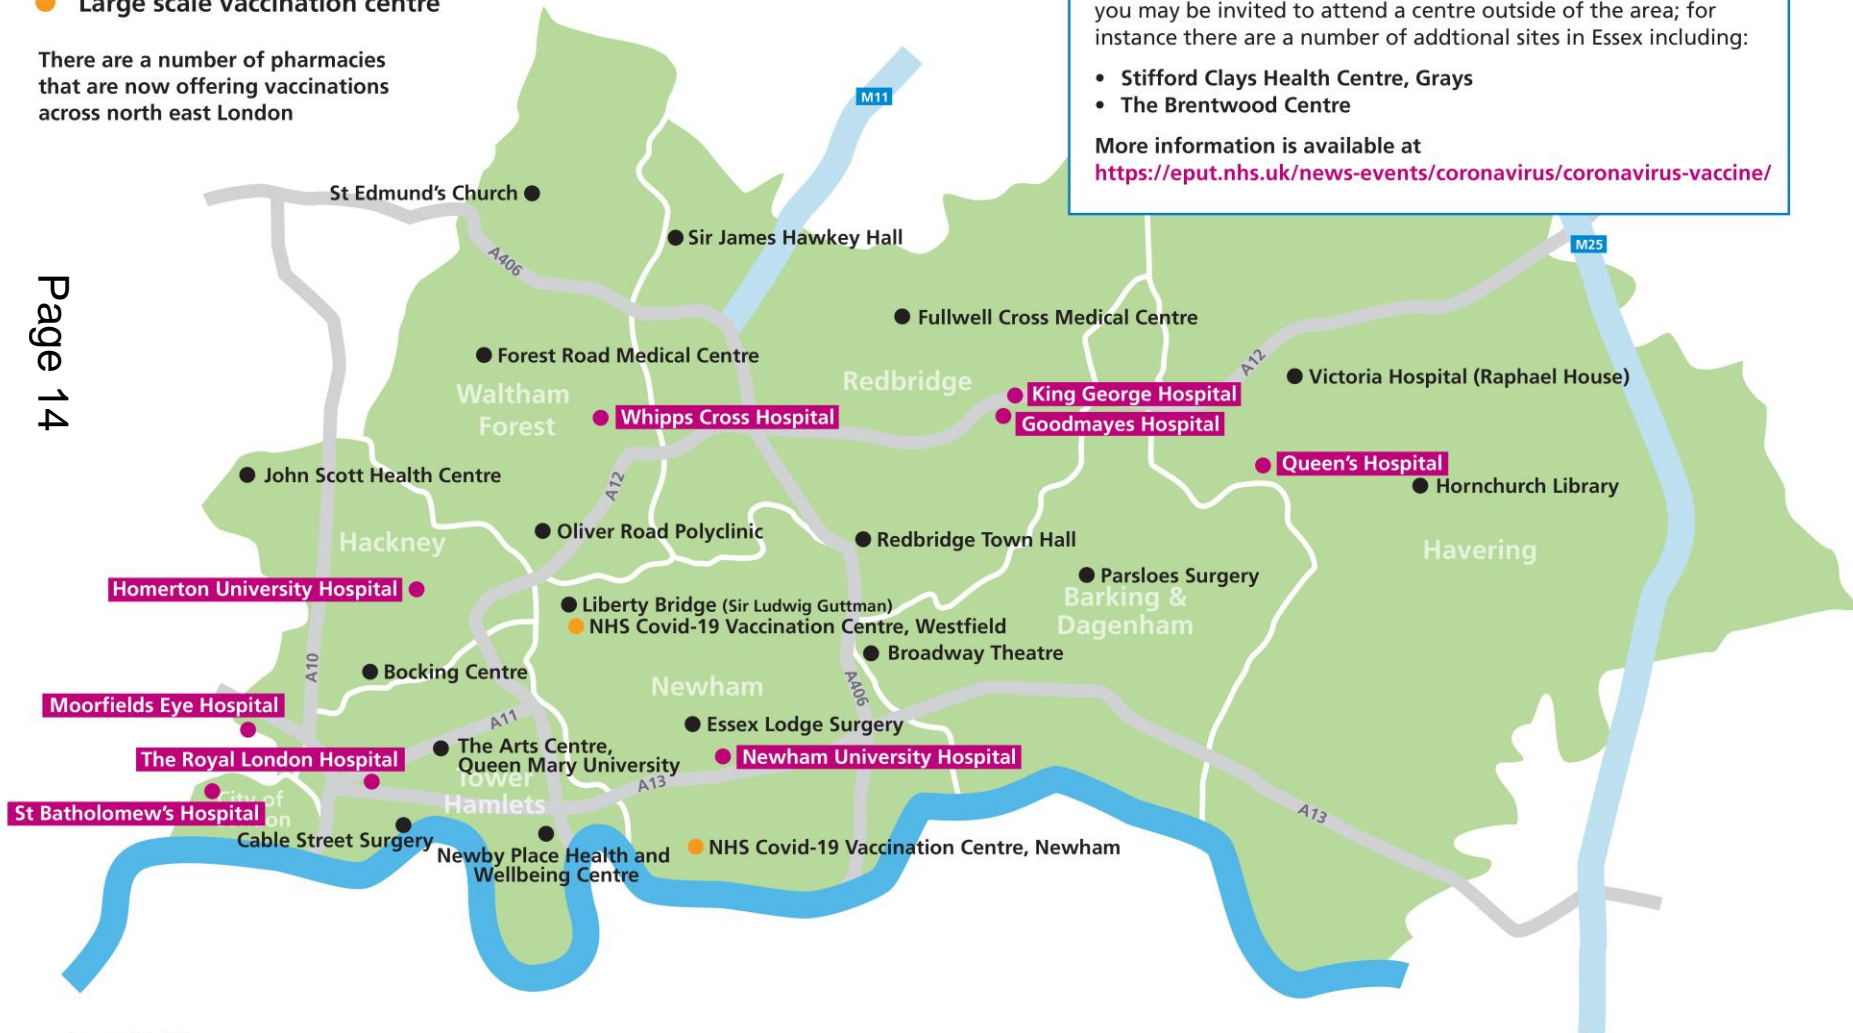 Large scale vaccination centre
There are a number of pharmacies
that are now offering vaccinations
across north east London
you may be invited to attend a centre outside of the area; for
instance there are a number of addtional sites in Essex including:
• Stifford Clays Health Centre, Grays
• The Brentwood Centre
More information is available at
https://eput.nhs.uk/news-events/coronavirus/coronavirus-vaccine/
Page 14
M11
St Edmund's Church
Sir James Hawkey Hall
M25
A406
Fullwell Cross Medical Centre
Forest Road Medical Centre
A12
Victoria Hospital (Raphael House)
Waltham
Forest
Redbridge
King George Hospital
Whipps Cross Hospital
Goodmayes Hospital
Queen's Hospital
John Scott Health Centre
A12
Hornchurch Library
Oliver Road Polyclinic
Redbridge Town Hall
Hackney
Havering
Parsloes Surgery
Homerton University Hospital
Barking &
Dagenham
Liberty Bridge (Sir Ludwig Guttman)
NHS Covid-19 Vaccination Centre, Westfield
Broadway Theatre
A10
Bocking Centre
Newham
A406
Moorfields Eye Hospital
A11
Essex Lodge Surgery
The Arts Centre,
Queen Mary University
The Royal London Hospital
Newham University Hospital
Tower
Hamlets
A13
City of
St Batholomew's Hospital
A13
Cable Street Surgery
Newby Place Health and
Wellbeing Centre
NHS Covid-19 Vaccination Centre, Newham